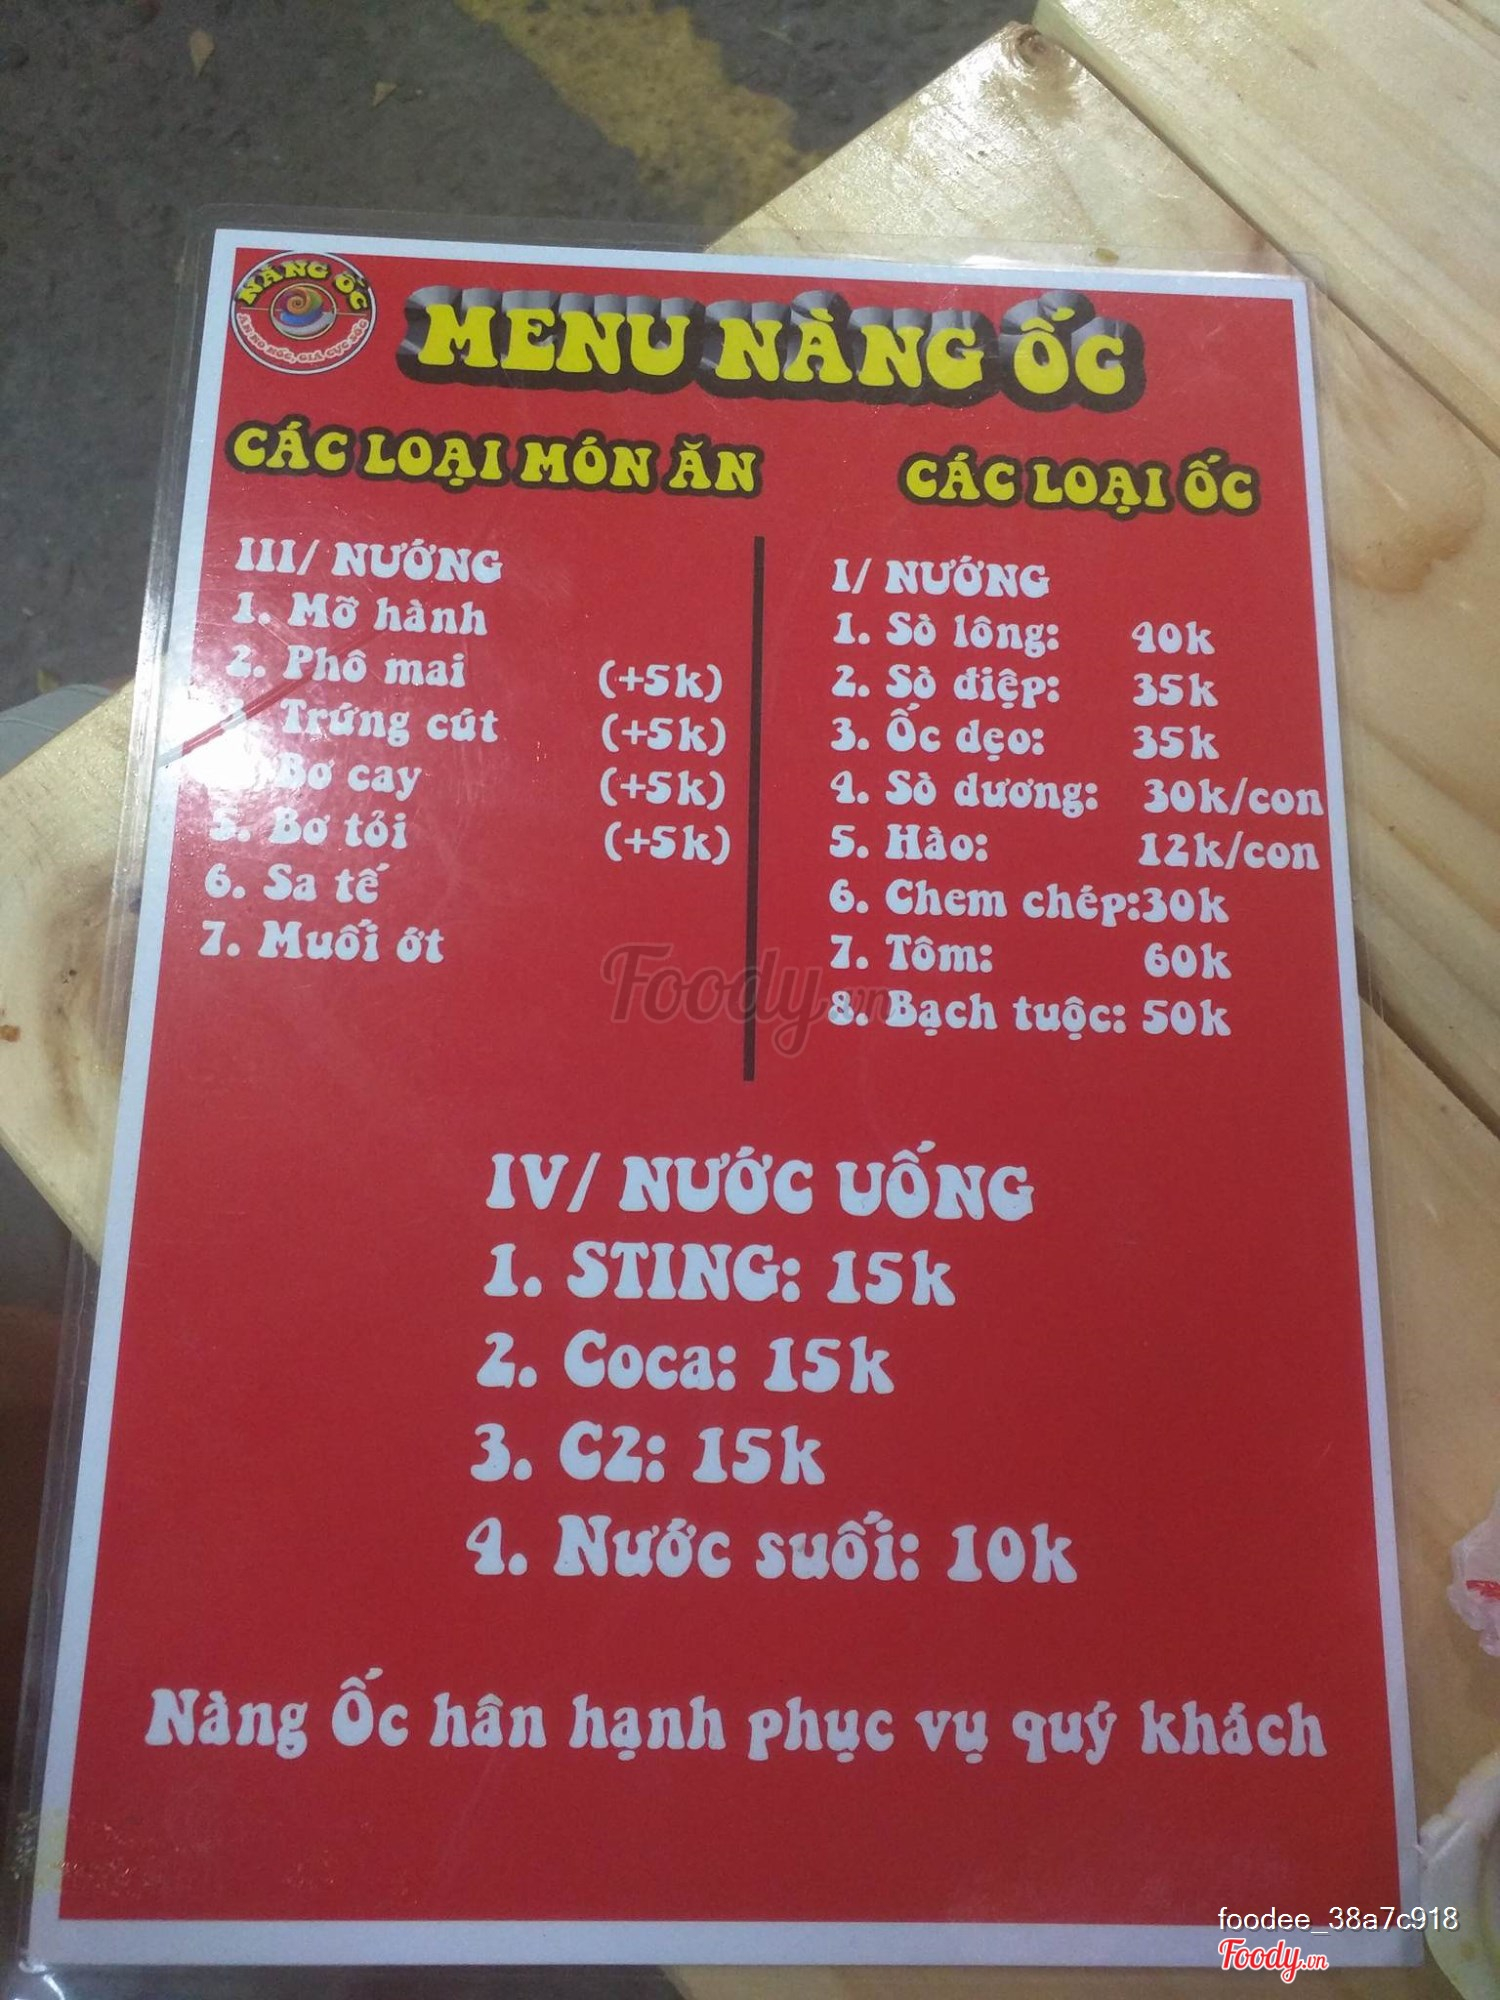 NÀNG ỐC
MENU NÀNG ỐC
CÁC LOẠI MÓN ĂN
III/ NƯỚNG
1. Mỡ hành
2. Phô mai (+5k)
Trứng cút (+5k)
Bơ cay (+5k)
5. Bơ tỏi (+5k)
6. Sa tế
7. Muối ớt
CÁC LOẠI ỐC
I/ NƯỚNG
1. Sò lông: 40k
2. Sò điệp: 35k
3. Ốc dẹo: 35k
4. Sò dương: 30k/con
5. Hào: 12k/con
6. Chem chép:30k
7. Tôm: 60k
8. Bạch tuộc: 50k
Foody.vn
IV/ NƯỚC UỐNG
1. STING: 15k
2. Coca: 15k
3. C2: 15k
4. Nước suối: 10k
Nàng Ốc hân hạnh phục vụ quý khách
foodee_38a7c918
Foody.vn